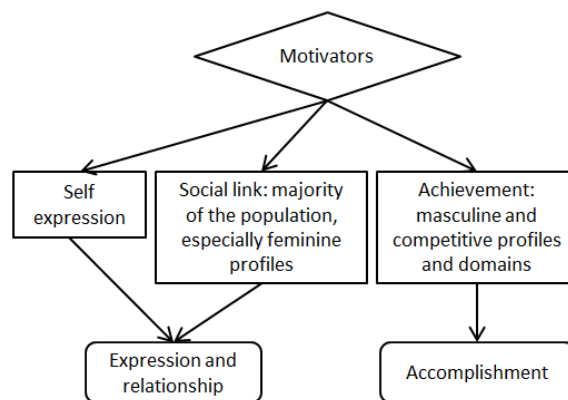 Motivators
Self
expression
Social link: majority
of the population,
especially feminine
profiles
Achievement:
masculine and
competitive profiles
and domains
Expression and
relationship
Accomplishment